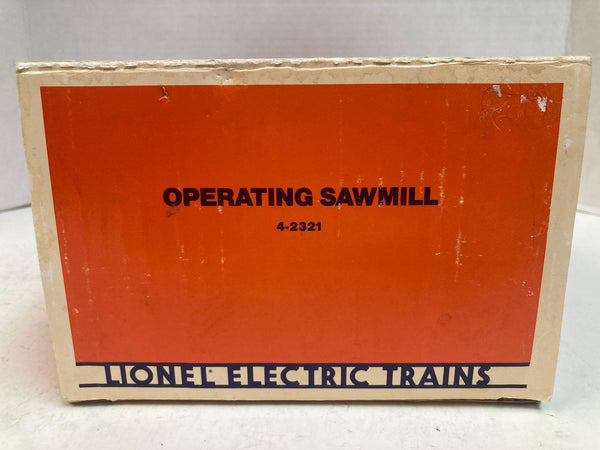 OPERATING SAWMILL
4-2321
LIONEL ELECTRIC TRAINS